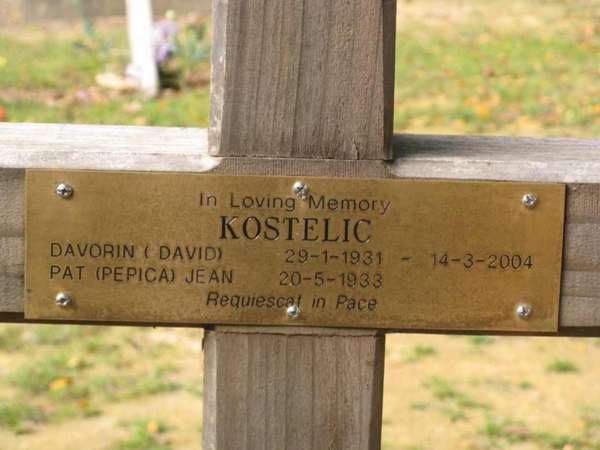 In Loving Memory
KOSTELIC
DAVORIN (DAVID) 29-1-1931 - 14-3-2004
PAT (PEPICA) JEAN 20-5-1933
Requiescat in Pace